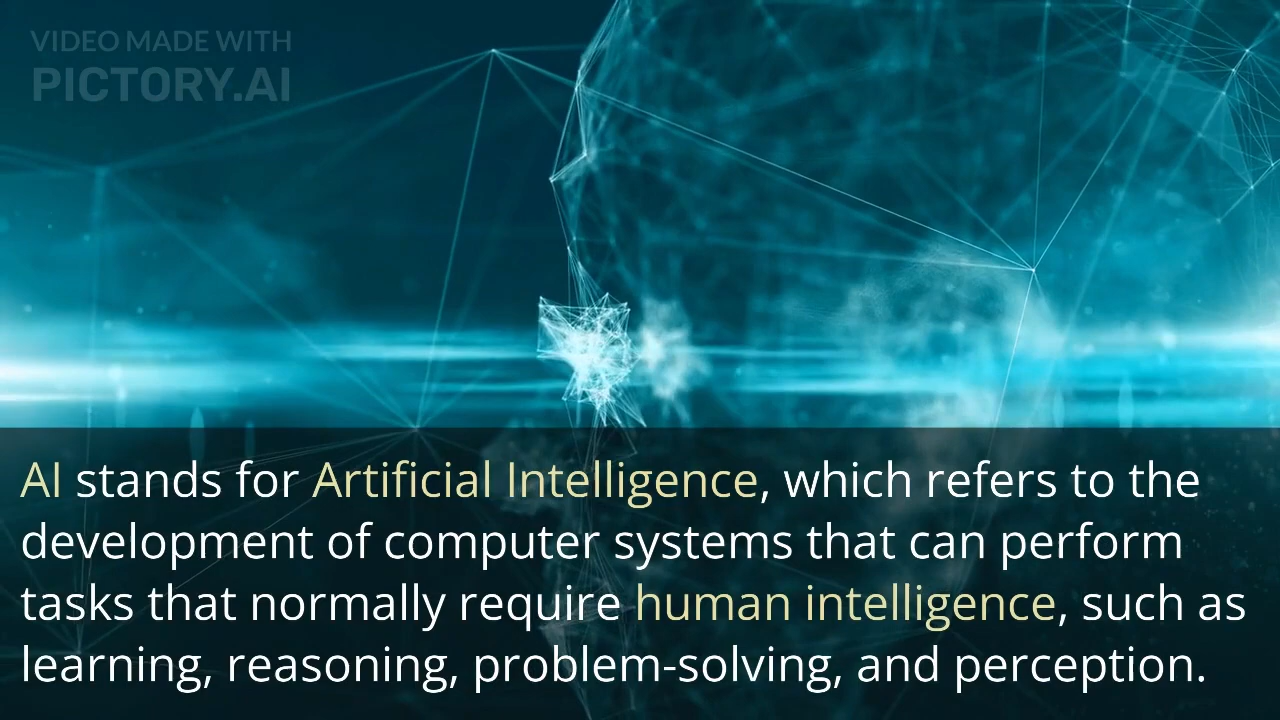 VIDEO MADE WITH
PICTORY.AI
AI stands for Artificial Intelligence, which refers to the
development of computer systems that can perform
tasks that normally require human intelligence, such as
learning, reasoning, problem-solving, and perception.